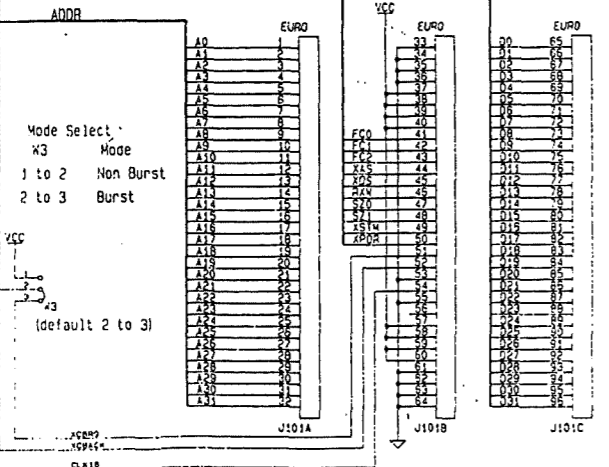 ADDR
VCC
EURO
EURO
EURO
A0 1
A1 2
A2 3
A3 4
A4 5
A5 6
A6 7
A7 8
A8 9
A9 10
A10 11
A11 12
A12 13
A13 14
A14 15
A15 16
A16 17
A17 18
A18 19
A19 20
A20 21
A21 22
A22 23
A23 24
A24 25
A25 26
A26 27
A27 28
A28 29
A29 30
A30 31
A31 32
J101A
33
34
35
36
37
38
39
40
FC0 41
FC1 42
FC2 43
XAS 44
XDS 45
RXW 46
SZ0 47
SZ1 48
XSTM 49
XPDR 50
51
52
53
54
55
56
57
58
59
60
61
62
63
64
J101B
D0 65
D1 66
D2 67
D3 68
D4 69
D5 70
D6 71
D7 72
D8 73
D9 74
D10 75
D11 76
D12 77
D13 78
D14 79
D15 80
D16 81
D17 82
D18 83
D19 84
D20 85
D21 86
D22 87
D23 88
D24 89
D25 90
D26 91
D27 92
D28 93
D29 94
D30 95
D31 96
J101C
Mode Select
W3 Mode
1 to 2 Non Burst
2 to 3 Burst
VCC
1
2
3
W3
(default 2 to 3)
XCBRQ
XCBACK
CLK16